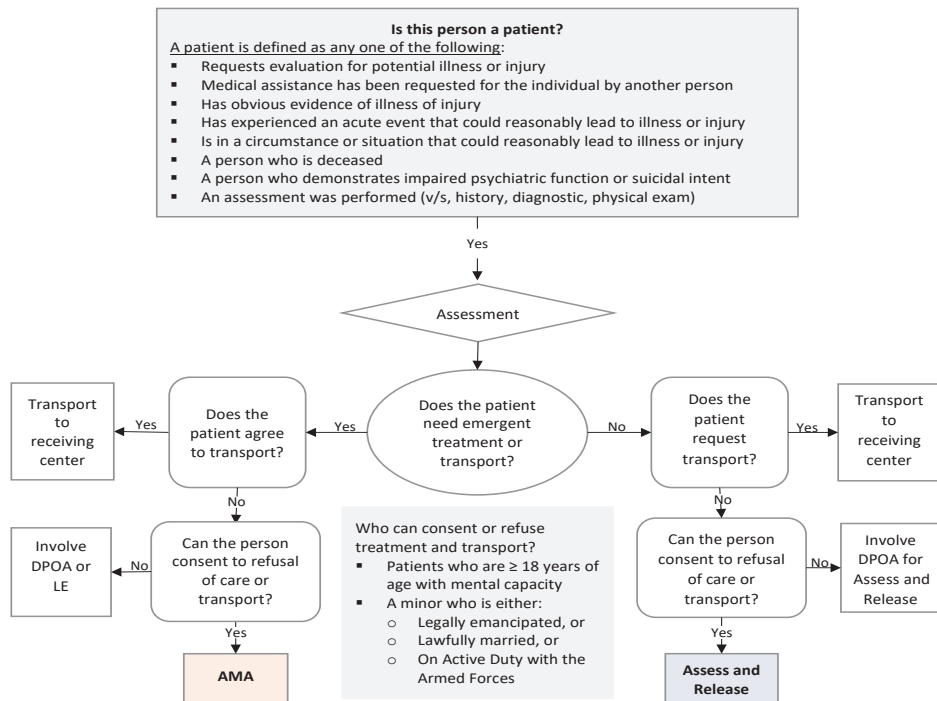 Is this person a patient?
A patient is defined as any one of the following:
▪ Requests evaluation for potential illness or injury
▪ Medical assistance has been requested for the individual by another person
▪ Has obvious evidence of illness of injury
▪ Has experienced an acute event that could reasonably lead to illness or injury
▪ Is in a circumstance or situation that could reasonably lead to illness or injury
▪ A person who is deceased
▪ A person who demonstrates impaired psychiatric function or suicidal intent
▪ An assessment was performed (v/s, history, diagnostic, physical exam)
Yes
Assessment
Transport
to
receiving
center
Yes
Does the
patient agree
to transport?
Yes
Does the patient
need emergent
treatment or
transport?
No
Does the
patient
request
transport?
Yes
Transport
to
receiving
center
No
No
Involve
DPOA or
LE
No
Can the person
consent to refusal
of care or
transport?
Who can consent or refuse
treatment and transport?
▪ Patients who are ≥ 18 years of
age with mental capacity
▪ A minor who is either:
o Legally emancipated, or
o Lawfully married, or
o On Active Duty with the
Armed Forces
Can the person
consent to refusal
of care or
transport?
No
Involve
DPOA for
Assess and
Release
Yes
Yes
AMA
Assess and
Release